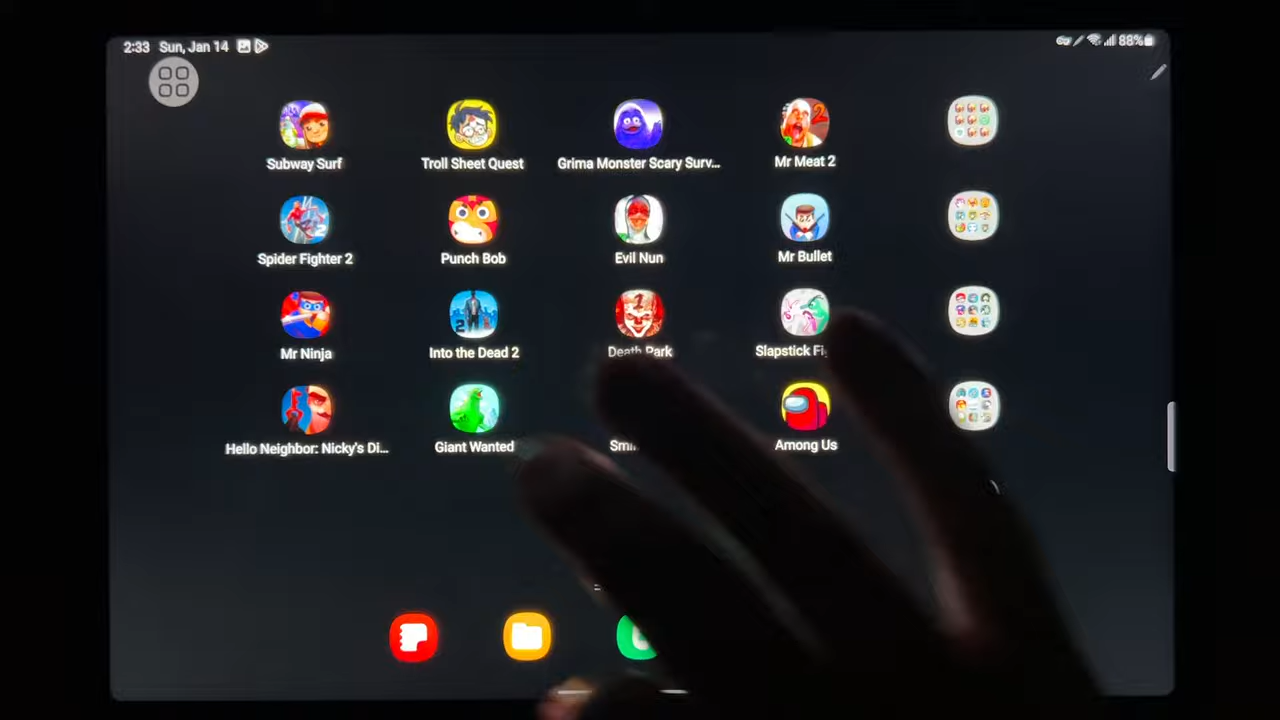 2:33 Sun, Jan 14
88%
Subway Surf
Troll Sheet Quest
Grima Monster Scary Surv...
Mr Meat 2
Spider Fighter 2
Punch Bob
Evil Nun
Mr Bullet
Mr Ninja
Into the Dead 2
Death Park
Slapstick Fi
Hello Neighbor: Nicky's Di...
Giant Wanted
Among Us